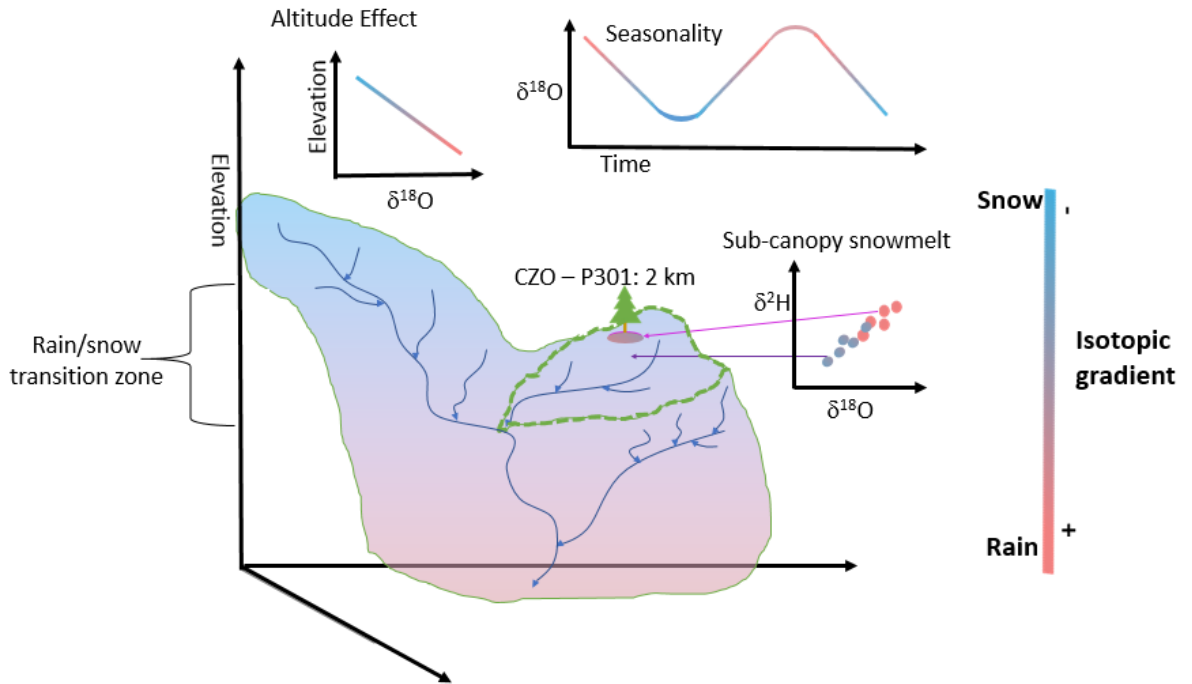 Altitude Effect
Elevation
δ¹⁸O
Seasonality
δ¹⁸O
Time
Elevation
Rain/snow
transition zone
CZO – P301: 2 km
Sub-canopy snowmelt
δ²H
δ¹⁸O
Snow
-
Isotopic
gradient
+
Rain